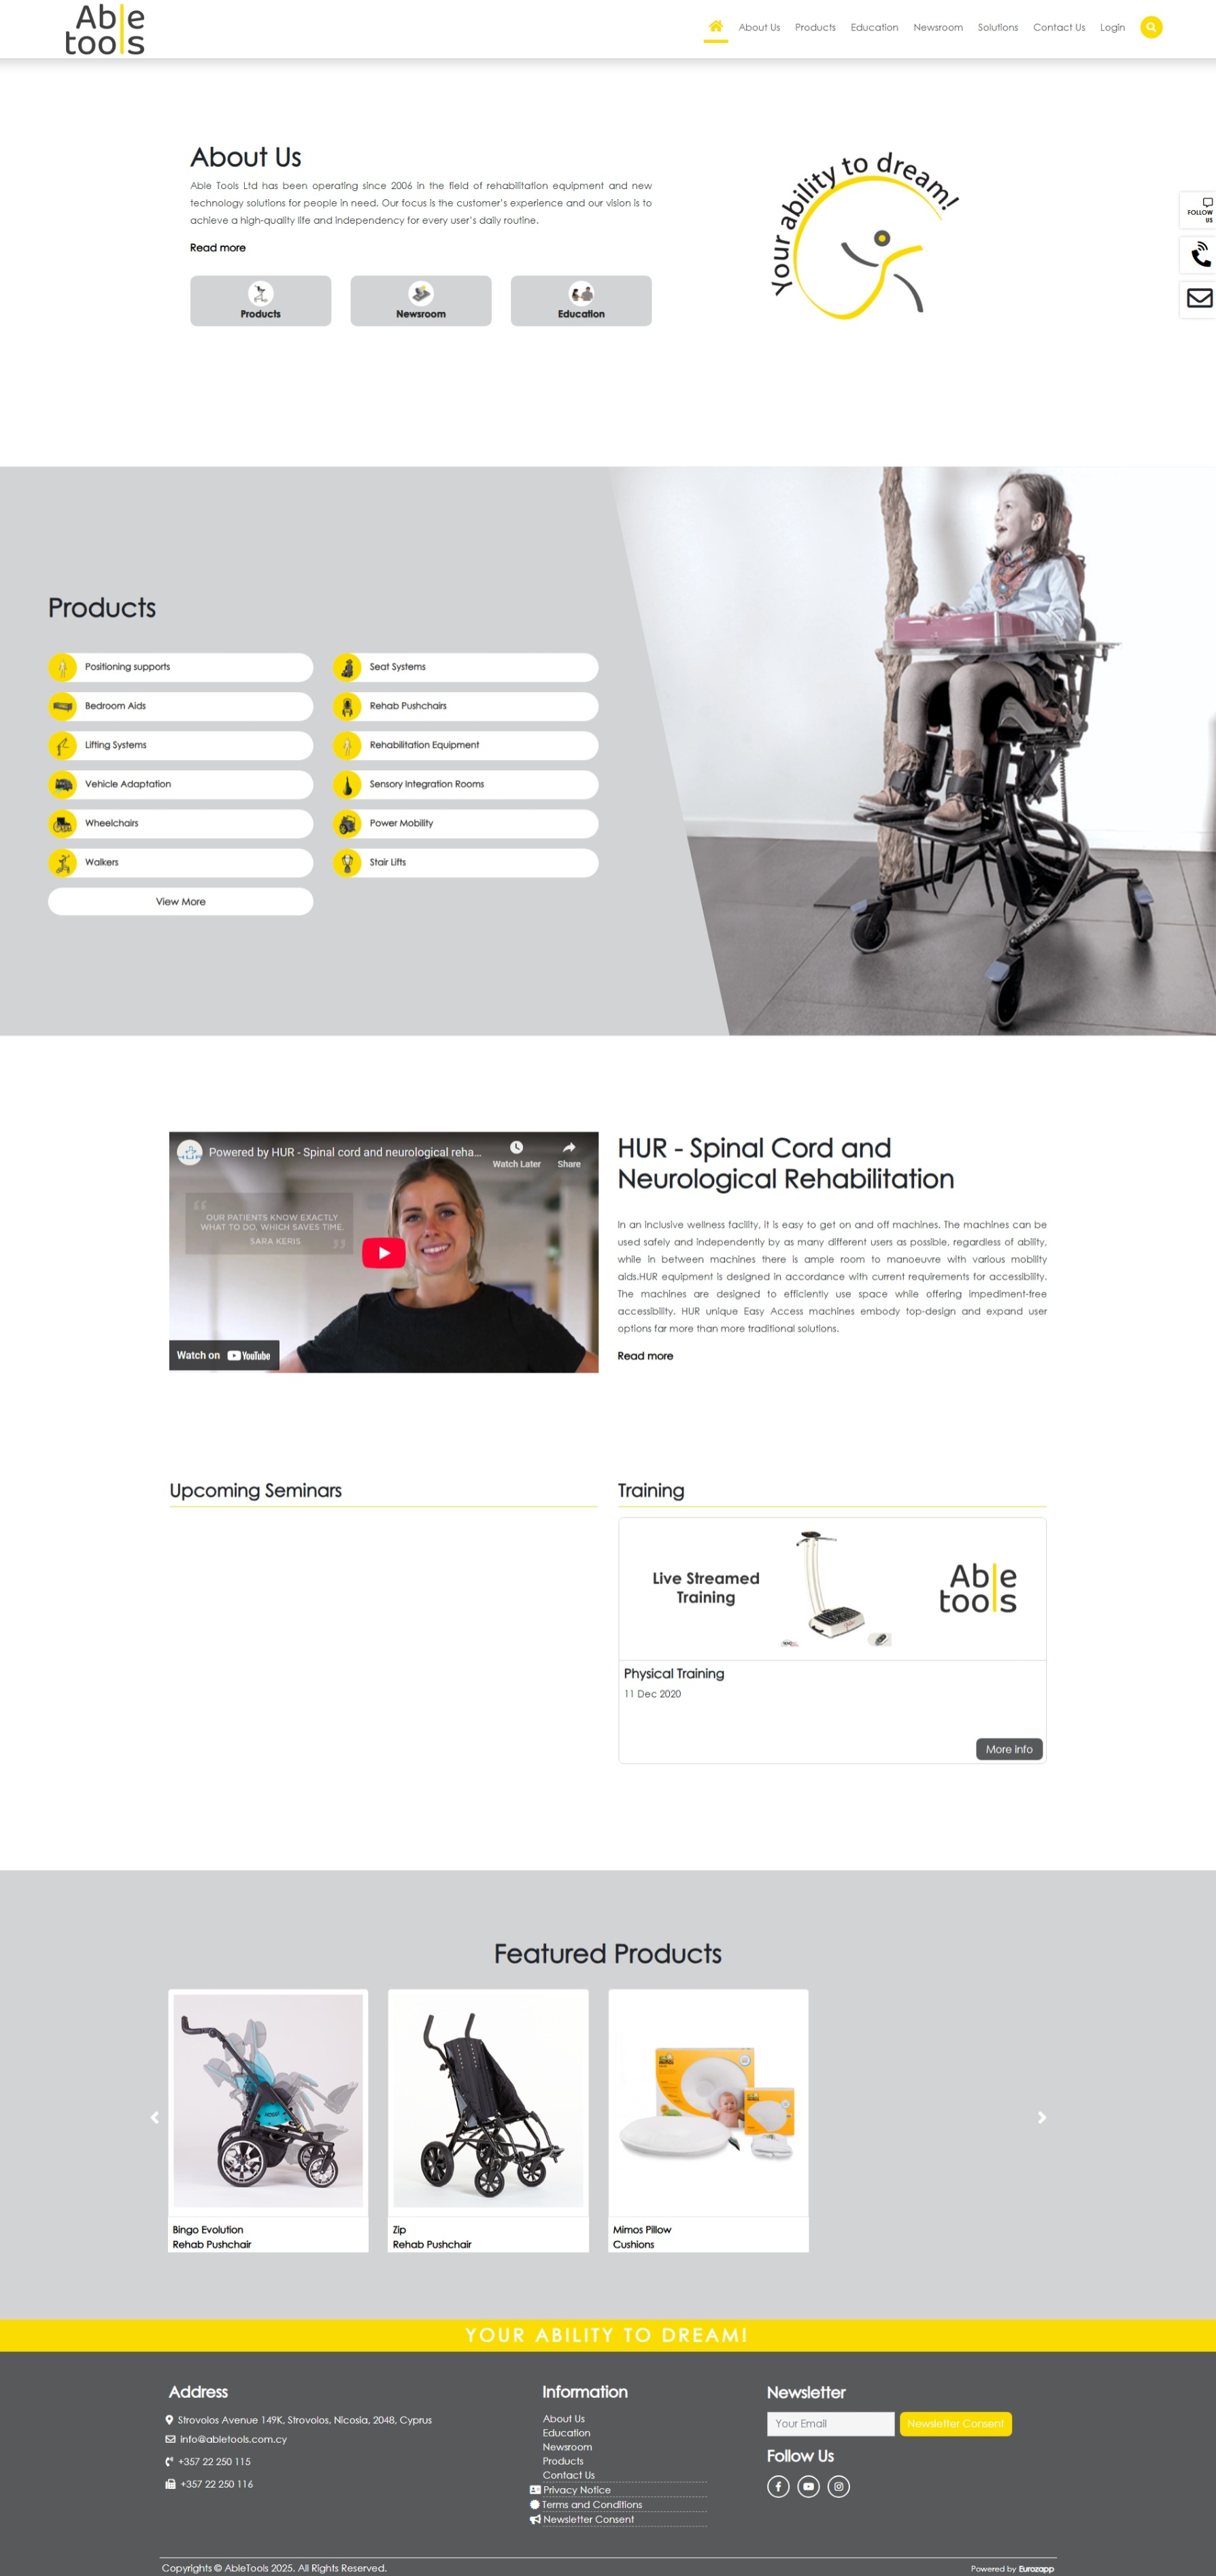 Able
tools
About Us
Products
Education
Newsroom
Solutions
Contact Us
Login
About Us
Able Tools Ltd has been operating since 2006 in the field of rehabilitation equipment and new
technology solutions for people in need. Our focus is the customer's experience and our vision is to
achieve a high-quality life and independency for every user's daily routine.
Read more
Products
Newsroom
Education
Your ability to dream!
FOLLOW
US
Products
Positioning supports
Seat Systems
Bedroom Aids
Rehab Pushchairs
Lifting Systems
Rehabilitation Equipment
Vehicle Adaptation
Sensory Integration Rooms
Wheelchairs
Power Mobility
Walkers
Stair Lifts
View More
HUR
Powered by HUR - Spinal cord and neurological reha...
Watch Later
Share
OUR PATIENTS KNOW EXACTLY
WHAT TO DO, WHICH SAVES TIME.
SARA KERIS
Watch on YouTube
HUR - Spinal Cord and
Neurological Rehabilitation
In an inclusive wellness facility, it is easy to get on and off machines. The machines can be
used safely and independently by as many different users as possible, regardless of ability,
while in between machines there is ample room to manoeuvre with various mobility
aids.HUR equipment is designed in accordance with current requirements for accessibility.
The machines are designed to efficiently use space while offering impediment-free
accessibility. HUR unique Easy Access machines embody top-design and expand user
options far more than more traditional solutions.
Read more
Upcoming Seminars
Training
Live Streamed
Training
Able
tools
Physical Training
11 Dec 2020
More info
Featured Products
Bingo Evolution
Rehab Pushchair
Zip
Rehab Pushchair
Mimos Pillow
Cushions
YOUR ABILITY TO DREAM!
Address
Strovolos Avenue 149K, Strovolos, Nicosia, 2048, Cyprus
info@abletools.com.cy
+357 22 250 115
+357 22 250 116
Information
About Us
Education
Newsroom
Products
Contact Us
Privacy Notice
Terms and Conditions
Newsletter Consent
Newsletter
Your Email
Newsletter Consent
Follow Us
Copyrights © AbleTools 2025. All Rights Reserved.
Powered by Eurozapp